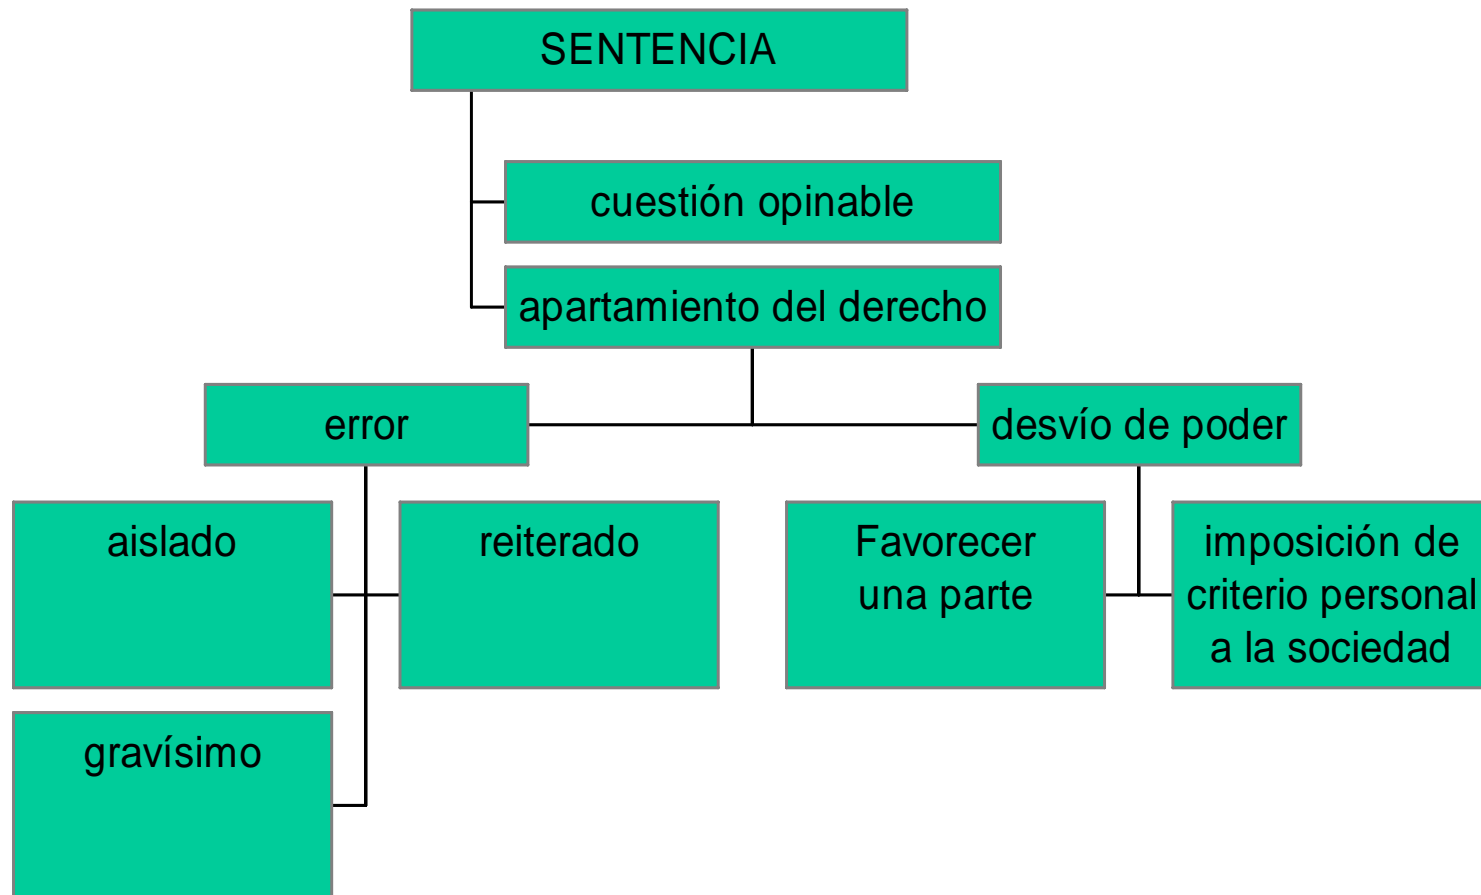 SENTENCIA
cuestión opinable
apartamiento del derecho
error
desvío de poder
aislado
reiterado
Favorecer
una parte
imposición de
criterio personal
a la sociedad
gravísimo